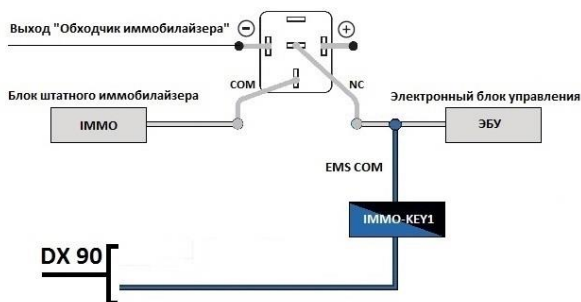 Выход "Обходчик иммобилайзера"
−
+
COM
NC
Блок штатного иммобилайзера
Электронный блок управления
IMMO
ЭБУ
EMS COM
IMMO-KEY1
DX 90